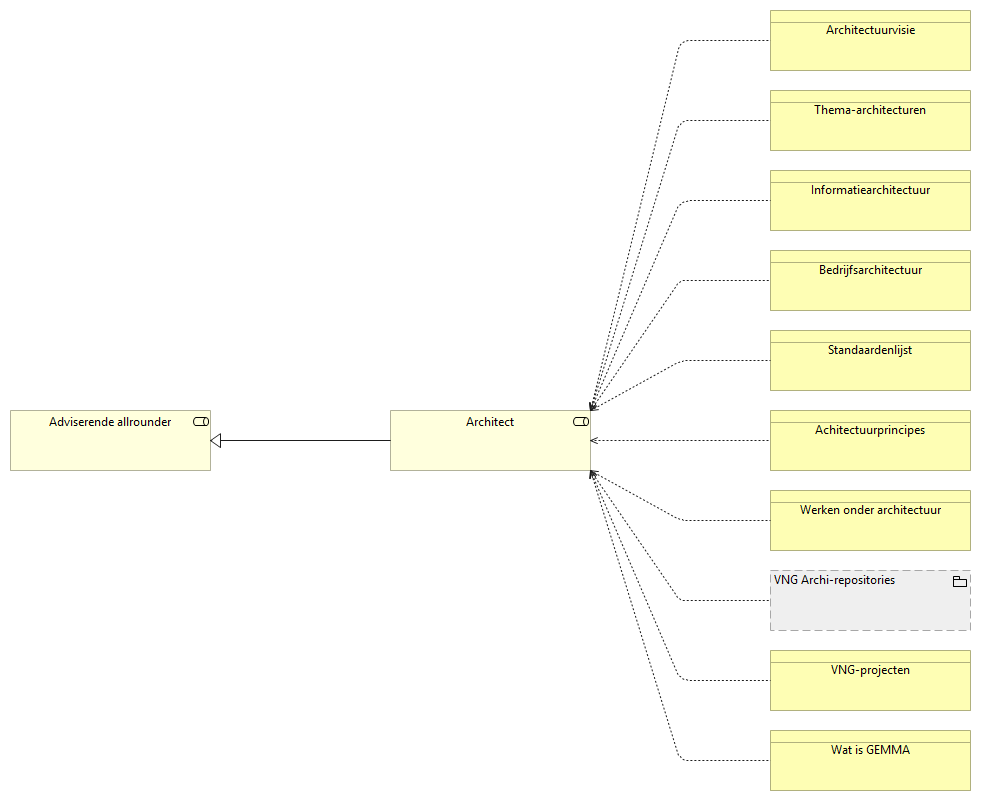 Architectuurvisie
Thema-architecturen
Informatiearchitectuur
Bedrijfsarchitectuur
Standaardenlijst
Adviserende allrounder
Architect
Achitectuurprincipes
Werken onder architectuur
VNG Archi-repositories
VNG-projecten
Wat is GEMMA